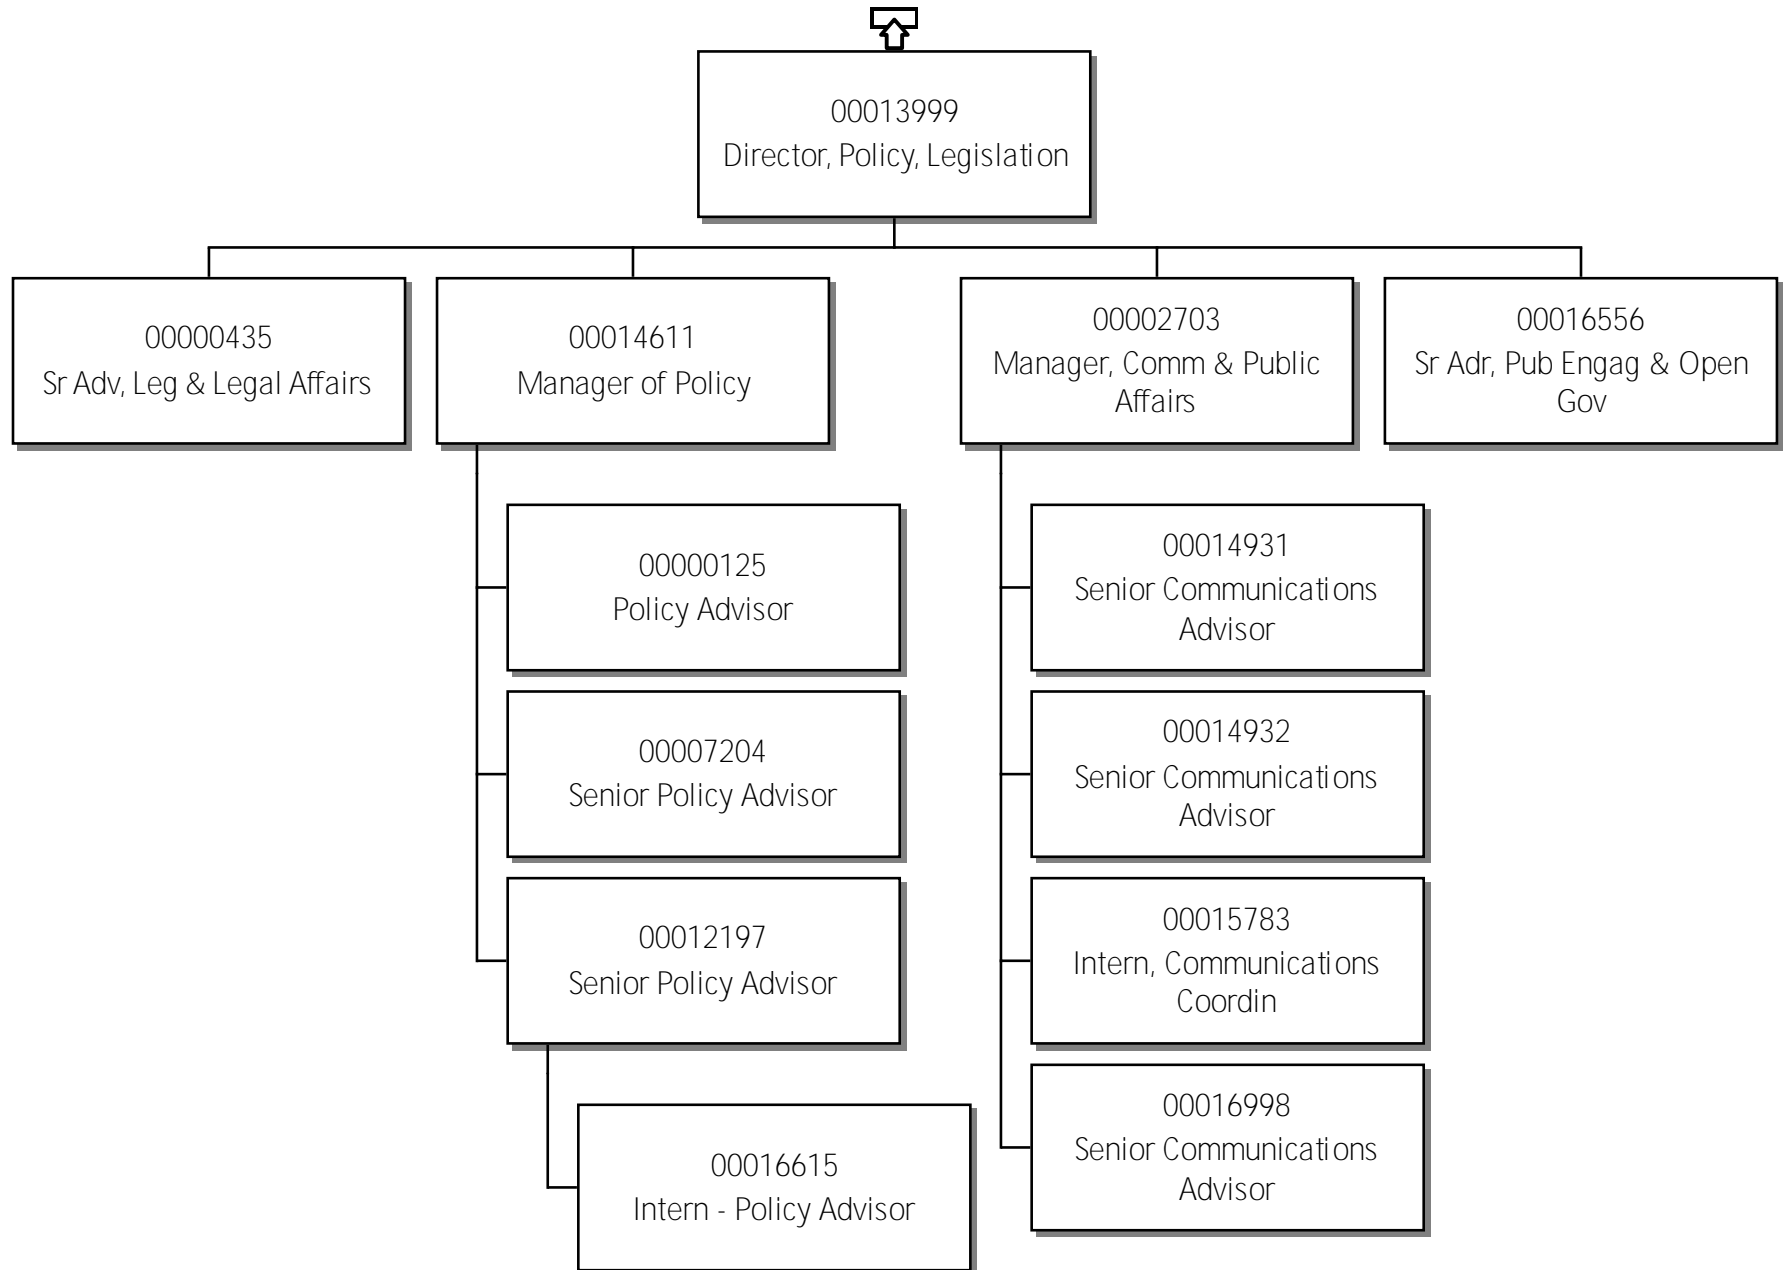 00013999
Director, Policy, Legislation
00000435
Sr Adv, Leg & Legal Affairs
00014611
Manager of Policy
00002703
Manager, Comm & Public
Affairs
00016556
Sr Adr, Pub Engag & Open
Gov
00000125
Policy Advisor
00007204
Senior Policy Advisor
00012197
Senior Policy Advisor
00016615
Intern - Policy Advisor
00014931
Senior Communications
Advisor
00014932
Senior Communications
Advisor
00015783
Intern, Communications
Coordin
00016998
Senior Communications
Advisor